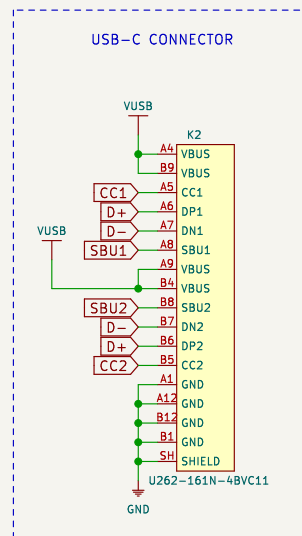 USB-C CONNECTOR
VUSB
K2
A4 VBUS
B9 VBUS
CC1 A5 CC1
D+ A6 DP1
D- A7 DN1
SBU1 A8 SBU1
VUSB
A9 VBUS
B4 VBUS
SBU2 B8 SBU2
D- B7 DN2
D+ B6 DP2
CC2 B5 CC2
A1 GND
A12 GND
B12 GND
B1 GND
SH SHIELD
U262-161N-4BVC11
GND